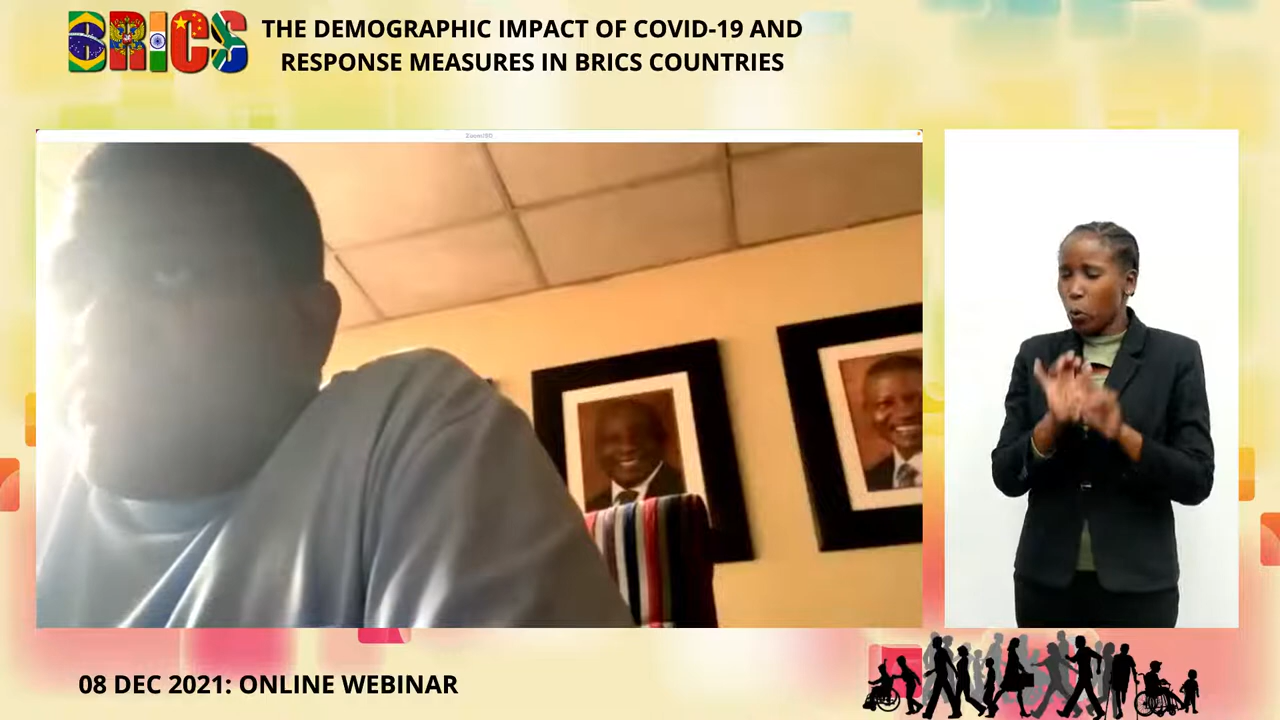 BRICS
THE DEMOGRAPHIC IMPACT OF COVID-19 AND
RESPONSE MEASURES IN BRICS COUNTRIES
08 DEC 2021: ONLINE WEBINAR